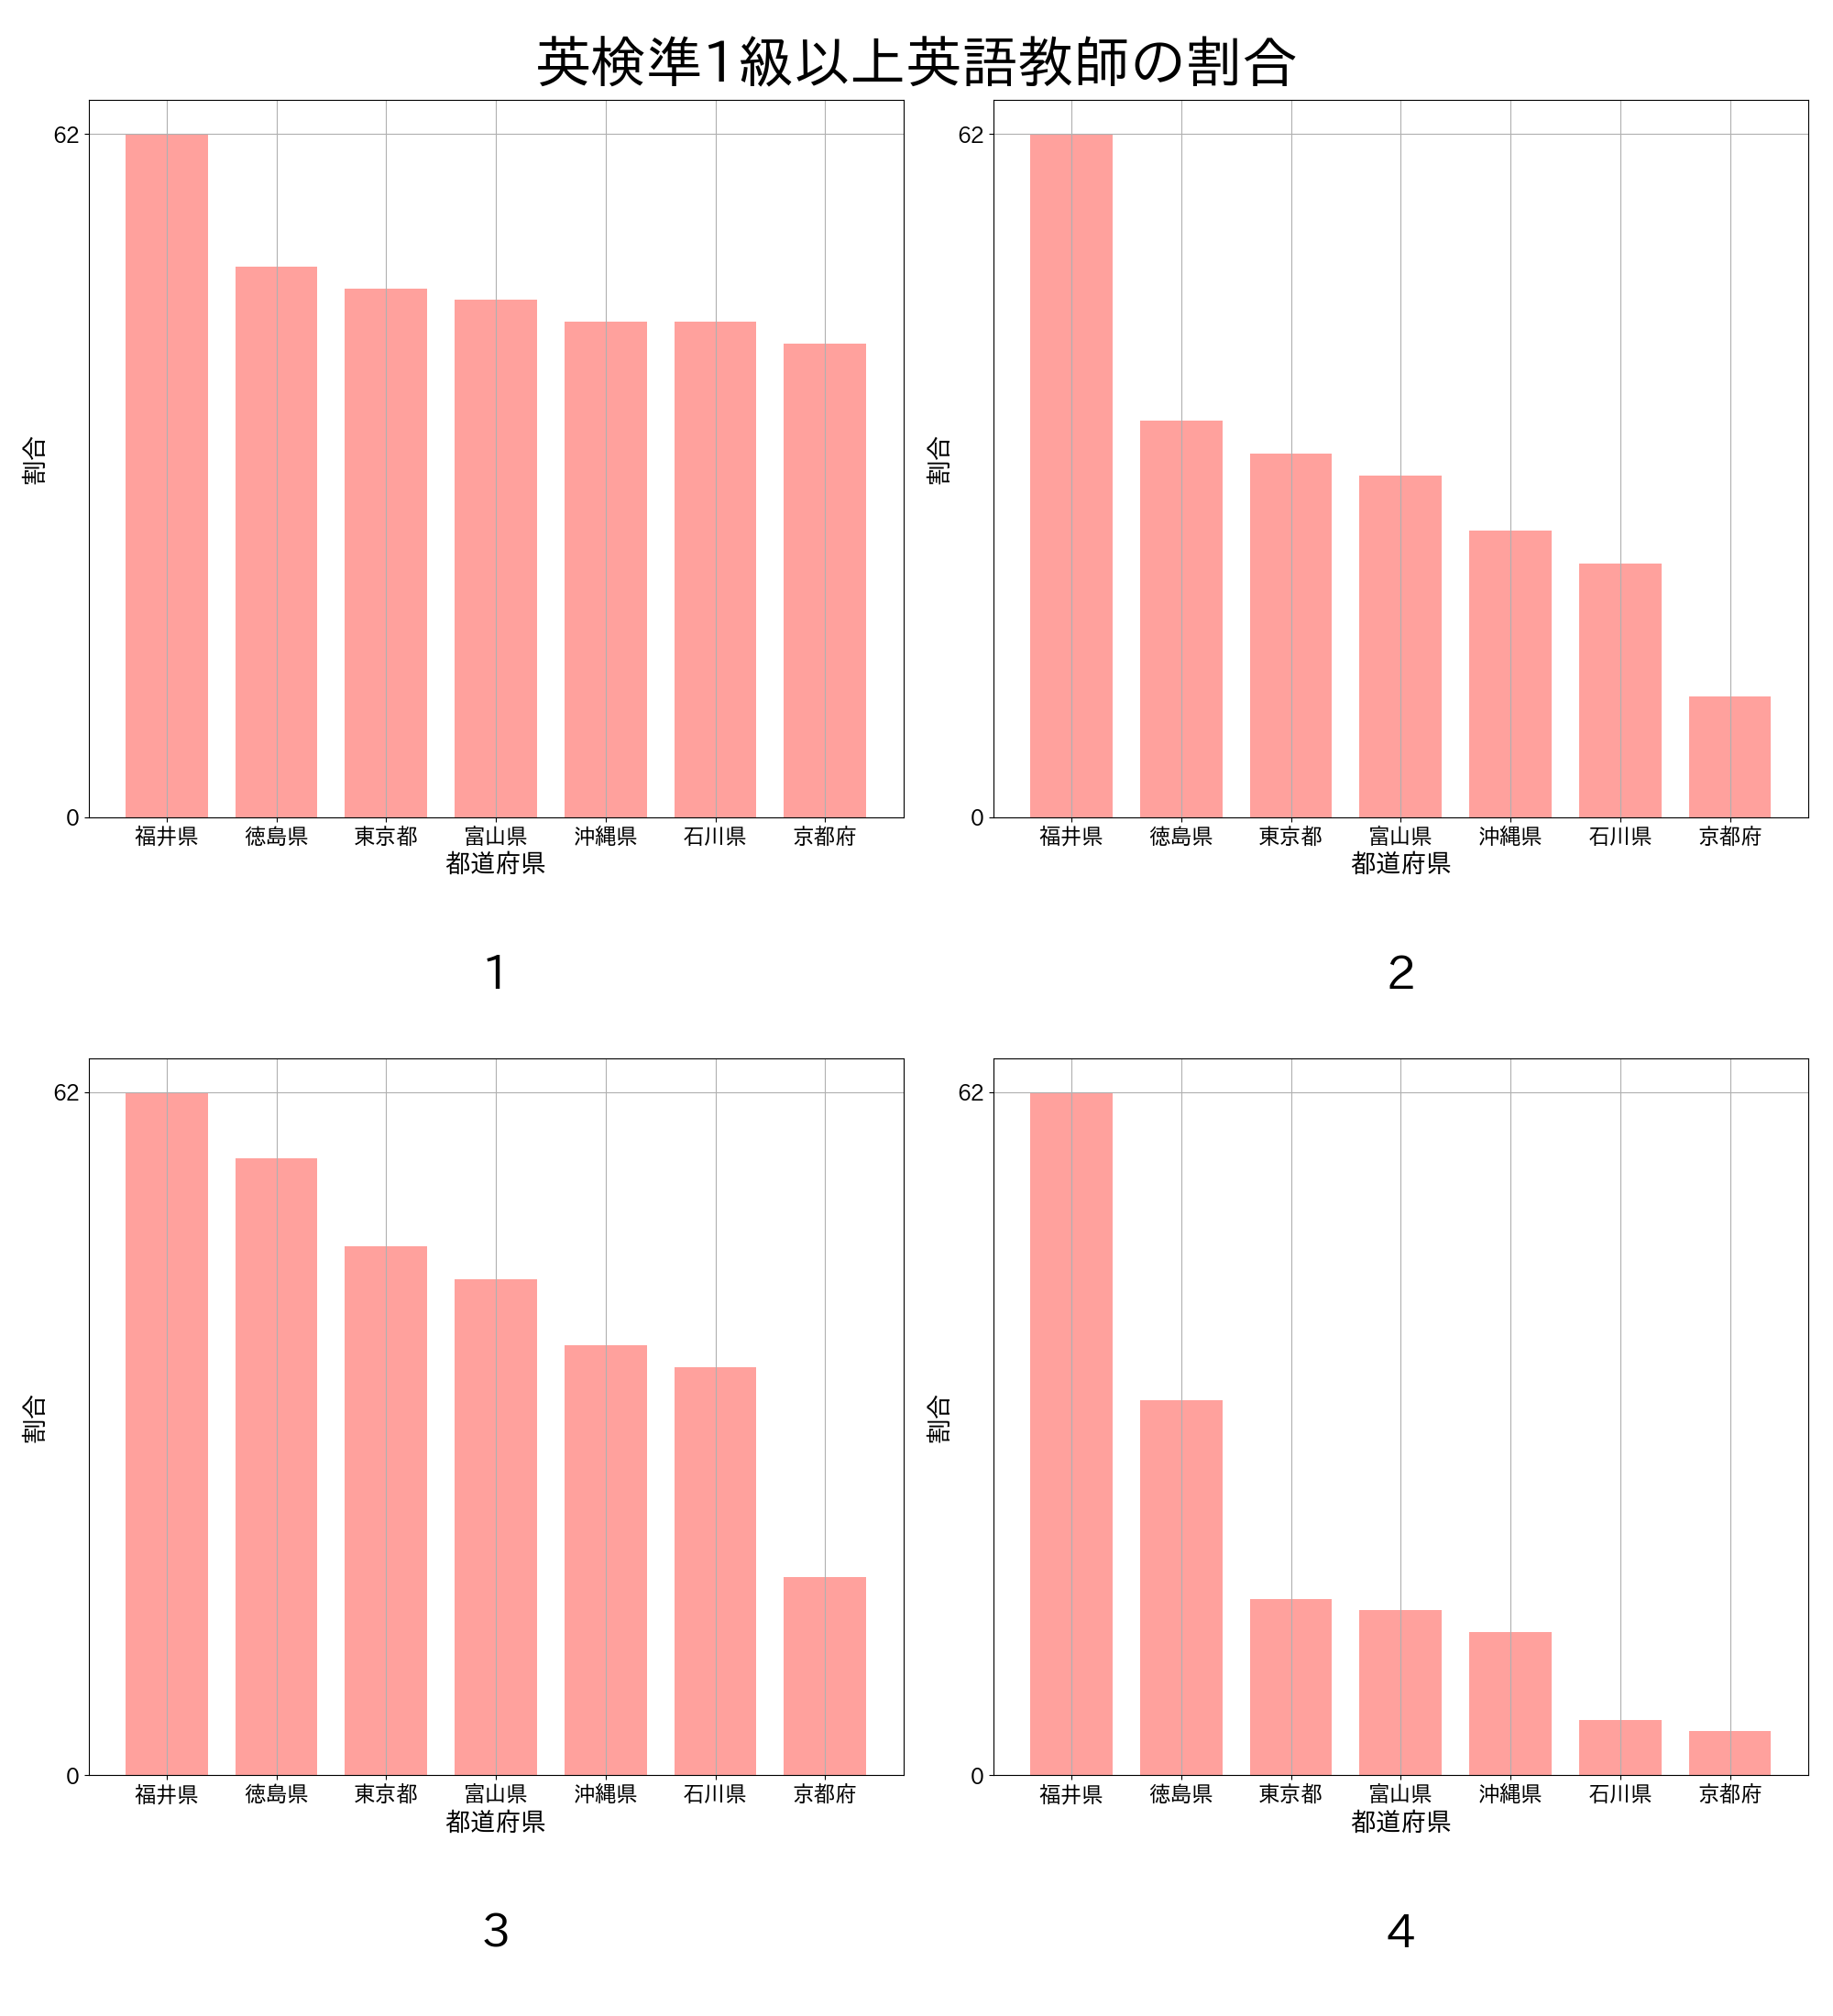 英検準1級以上英語教師の割合
62
0
割合
福井県 徳島県 東京都 富山県 沖縄県 石川県 京都府
都道府県
1
62
0
割合
福井県 徳島県 東京都 富山県 沖縄県 石川県 京都府
都道府県
2
62
0
割合
福井県 徳島県 東京都 富山県 沖縄県 石川県 京都府
都道府県
3
62
0
割合
福井県 徳島県 東京都 富山県 沖縄県 石川県 京都府
都道府県
4